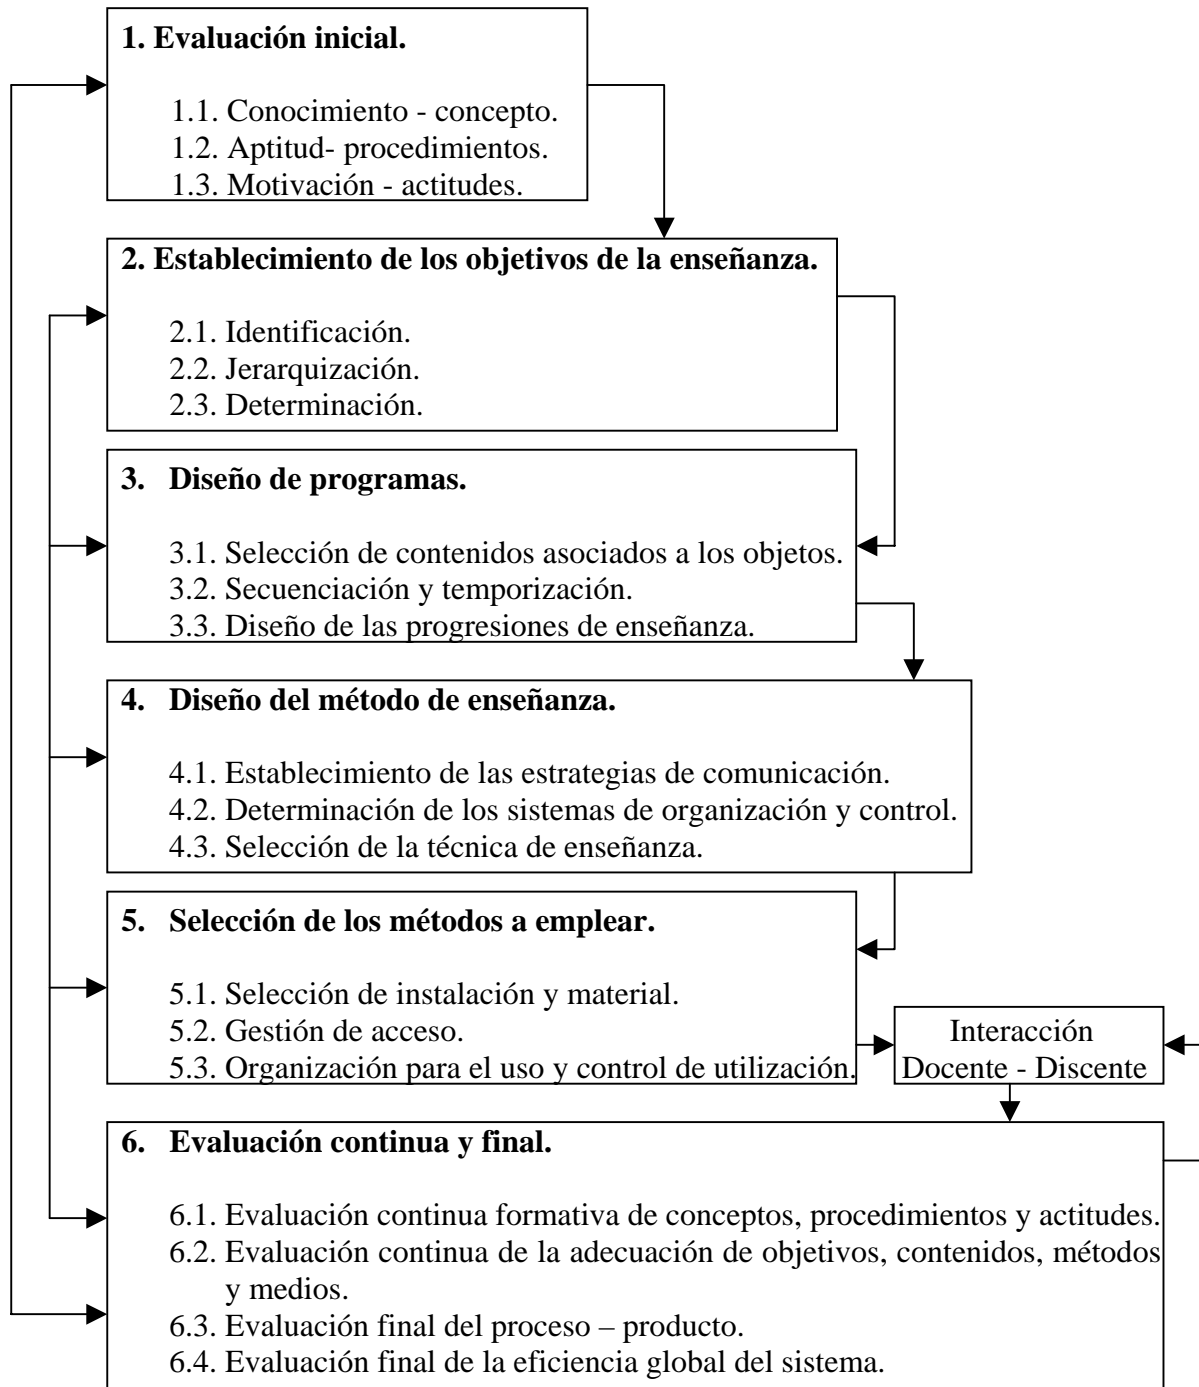 1. Evaluación inicial.
1.1. Conocimiento - concepto.
1.2. Aptitud- procedimientos.
1.3. Motivación - actitudes.
2. Establecimiento de los objetivos de la enseñanza.
2.1. Identificación.
2.2. Jerarquización.
2.3. Determinación.
3. Diseño de programas.
3.1. Selección de contenidos asociados a los objetos.
3.2. Secuenciación y temporización.
3.3. Diseño de las progresiones de enseñanza.
4. Diseño del método de enseñanza.
4.1. Establecimiento de las estrategias de comunicación.
4.2. Determinación de los sistemas de organización y control.
4.3. Selección de la técnica de enseñanza.
5. Selección de los métodos a emplear.
5.1. Selección de instalación y material.
5.2. Gestión de acceso.
5.3. Organización para el uso y control de utilización.
Interacción
Docente - Discente
6. Evaluación continua y final.
6.1. Evaluación continua formativa de conceptos, procedimientos y actitudes.
6.2. Evaluación continua de la adecuación de objetivos, contenidos, métodos
y medios.
6.3. Evaluación final del proceso – producto.
6.4. Evaluación final de la eficiencia global del sistema.